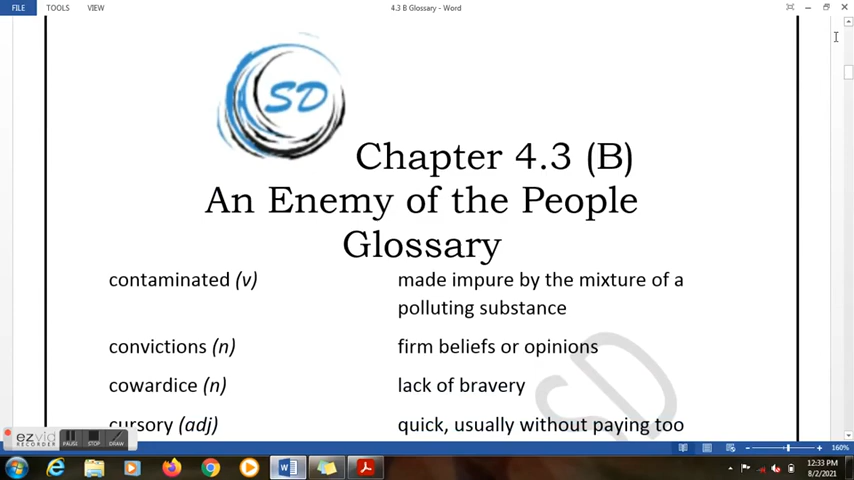 FILE TOOLS VIEW 4.3 B Glossary - Word
SD
Chapter 4.3 (B)
An Enemy of the People
Glossary
contaminated (v) made impure by the mixture of a
polluting substance
convictions (n) firm beliefs or opinions
cowardice (n) lack of bravery
cursory (adj) quick, usually without paying too
SD
ezvid
RECORDER
PAUSE STOP DRAW
160%
12:33 PM
8/2/2021